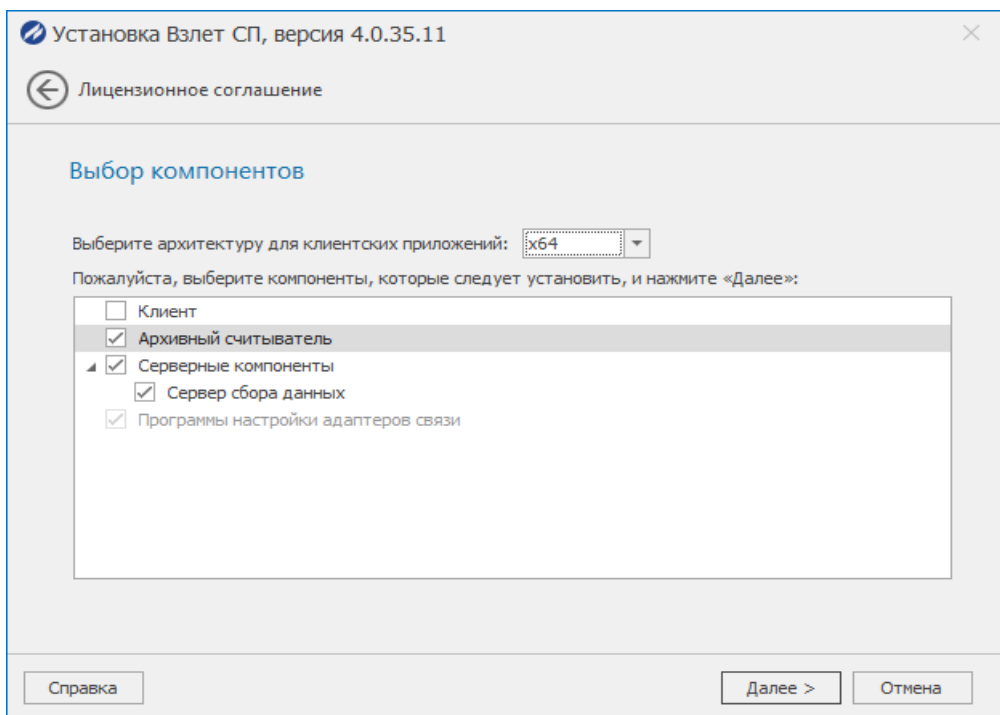 Установка Взлет СП, версия 4.0.35.11
Лицензионное соглашение
Выбор компонентов
Выберите архитектуру для клиентских приложений: x64
Пожалуйста, выберите компоненты, которые следует установить, и нажмите «Далее»:
Клиент
Архивный считыватель
Серверные компоненты
Сервер сбора данных
Программы настройки адаптеров связи
Справка Далее > Отмена